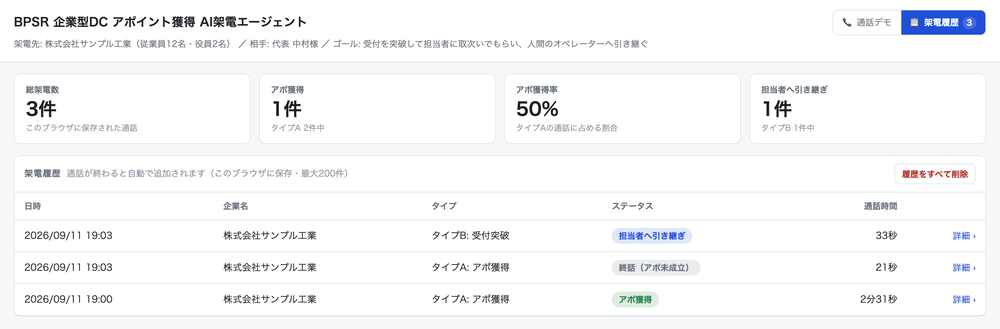 BPSR 企業型DC アポイント獲得 AI架電エージェント
📞 通話デモ
📋 架電履歴 3
架電先: 株式会社サンプル工業（従業員12名・役員2名） ／ 相手: 代表 中村様 ／ ゴール: 受付を突破して担当者に取次いでもらい、人間のオペレーターへ引き継ぐ
総架電数
3件
このブラウザに保存された通話
アポ獲得
1件
タイプA 2件中
アポ獲得率
50%
タイプAの通話に占める割合
担当者へ引き継ぎ
1件
タイプB 1件中
架電履歴 通話が終わると自動で追加されます（このブラウザに保存・最大200件）
履歴をすべて削除
日時 企業名 タイプ ステータス 通話時間
2026/09/11 19:03 株式会社サンプル工業 タイプB: 受付突破 担当者へ引き継ぎ 33秒 詳細 ›
2026/09/11 19:03 株式会社サンプル工業 タイプA: アポ獲得 終話（アポ未成立） 21秒 詳細 ›
2026/09/11 19:00 株式会社サンプル工業 タイプA: アポ獲得 アポ獲得 2分31秒 詳細 ›